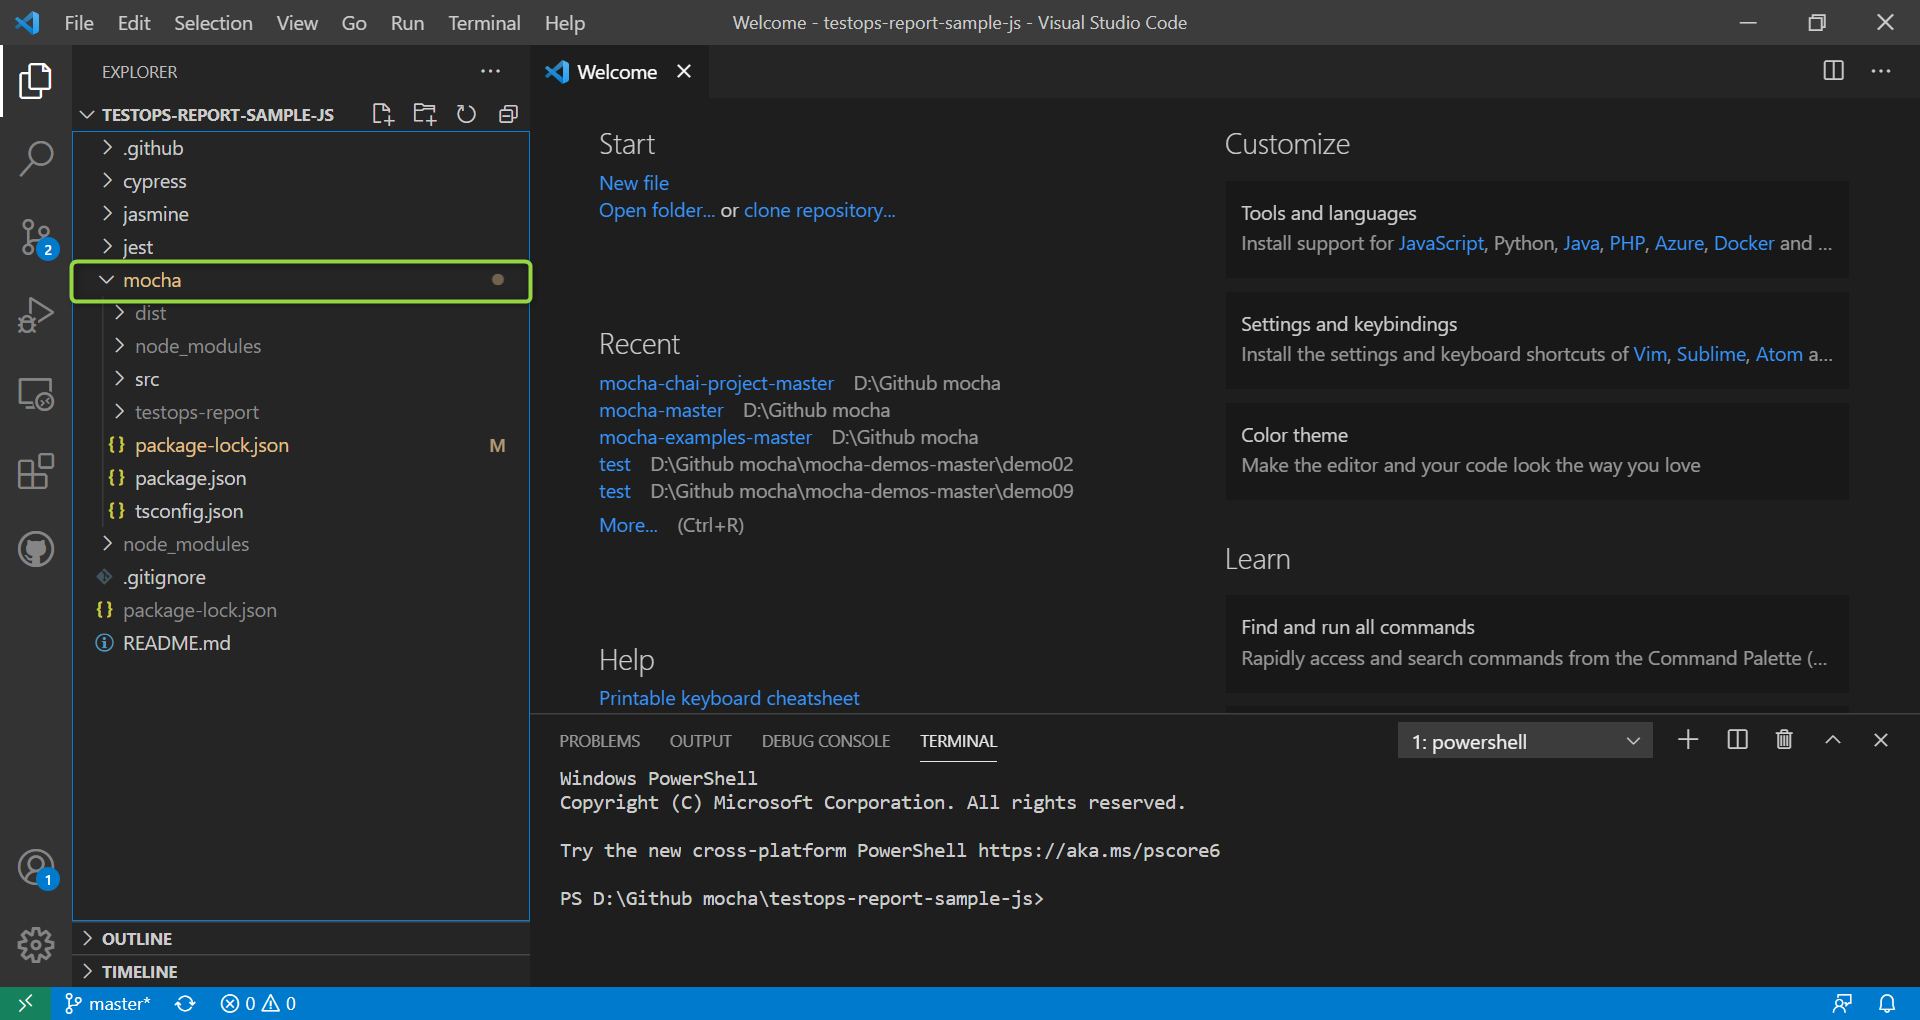 File Edit Selection View Go Run Terminal Help
Welcome - testops-report-sample-js - Visual Studio Code
EXPLORER
TESTOPS-REPORT-SAMPLE-JS
.github
cypress
jasmine
jest
mocha
dist
node_modules
src
testops-report
package-lock.json M
package.json
tsconfig.json
node_modules
.gitignore
package-lock.json
README.md
OUTLINE
TIMELINE
2
1
Welcome
Start
New file
Open folder... or clone repository...
Recent
mocha-chai-project-master D:\Github mocha
mocha-master D:\Github mocha
mocha-examples-master D:\Github mocha
test D:\Github mocha\mocha-demos-master\demo02
test D:\Github mocha\mocha-demos-master\demo09
More... (Ctrl+R)
Help
Printable keyboard cheatsheet
Customize
Tools and languages
Install support for JavaScript, Python, Java, PHP, Azure, Docker and ...
Settings and keybindings
Install the settings and keyboard shortcuts of Vim, Sublime, Atom a...
Color theme
Make the editor and your code look the way you love
Learn
Find and run all commands
Rapidly access and search commands from the Command Palette (...
PROBLEMS OUTPUT DEBUG CONSOLE TERMINAL
1: powershell
Windows PowerShell
Copyright (C) Microsoft Corporation. All rights reserved.
Try the new cross-platform PowerShell https://aka.ms/pscore6
PS D:\Github mocha\testops-report-sample-js>
master* 0 0